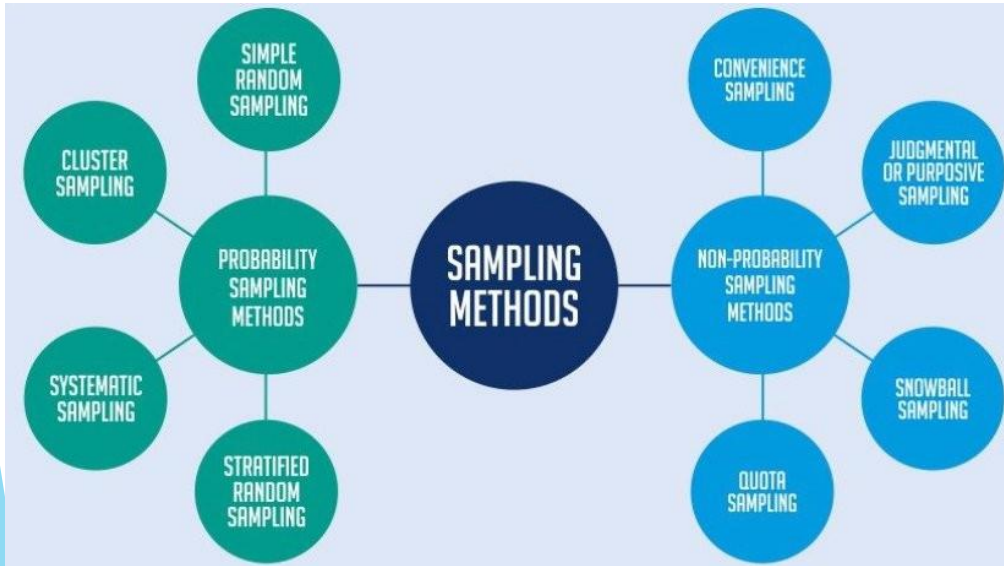 SIMPLE
RANDOM
SAMPLING
CLUSTER
SAMPLING
PROBABILITY
SAMPLING
METHODS
SYSTEMATIC
SAMPLING
STRATIFIED
RANDOM
SAMPLING
SAMPLING
METHODS
CONVENIENCE
SAMPLING
JUDGMENTAL
OR PURPOSIVE
SAMPLING
NON-PROBABILITY
SAMPLING
METHODS
SNOWBALL
SAMPLING
QUOTA
SAMPLING